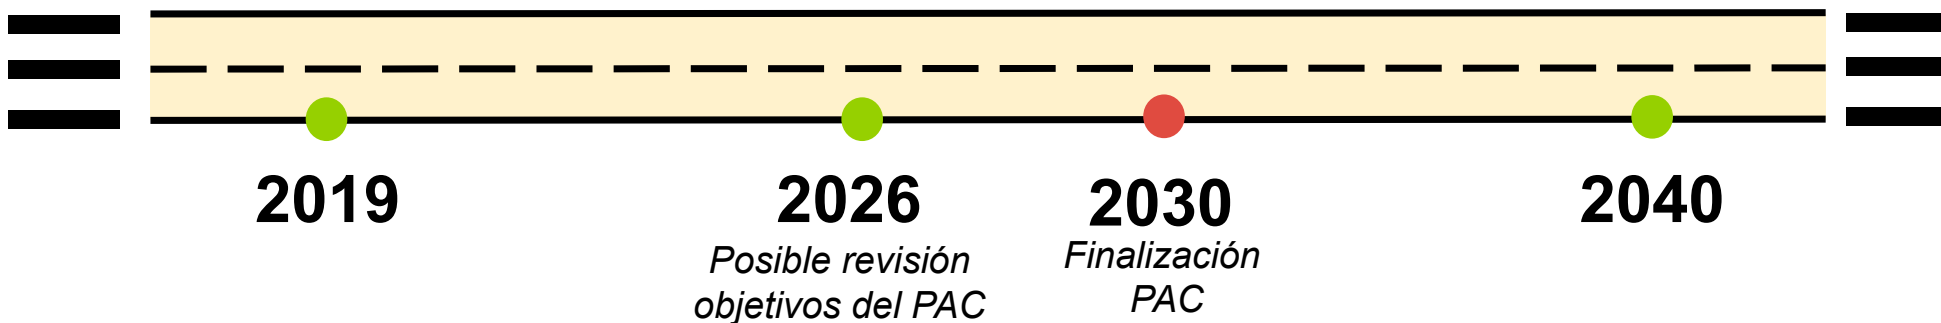 2019
2026
Posible revisión
objetivos del PAC
2030
Finalización
PAC
2040